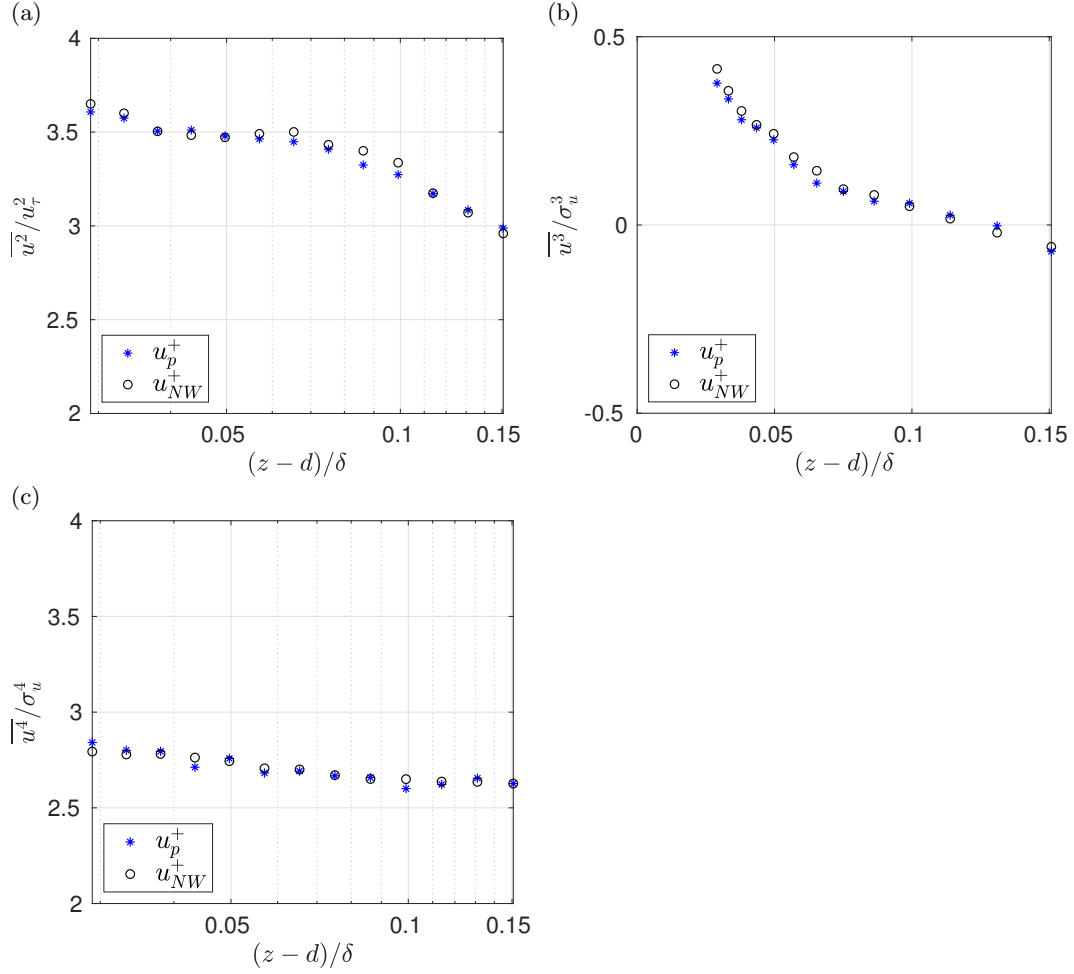 (a)
4
3.5
3
2.5
2
0.05
0.1
0.15
(z − d)/δ
u²/u_τ²
u_p^+
u_NW^+
(b)
0.5
0
-0.5
0
0.05
0.1
0.15
(z − d)/δ
u³/σ_u³
u_p^+
u_NW^+
(c)
4
3.5
3
2.5
2
0.05
0.1
0.15
(z − d)/δ
u⁴/σ_u⁴
u_p^+
u_NW^+